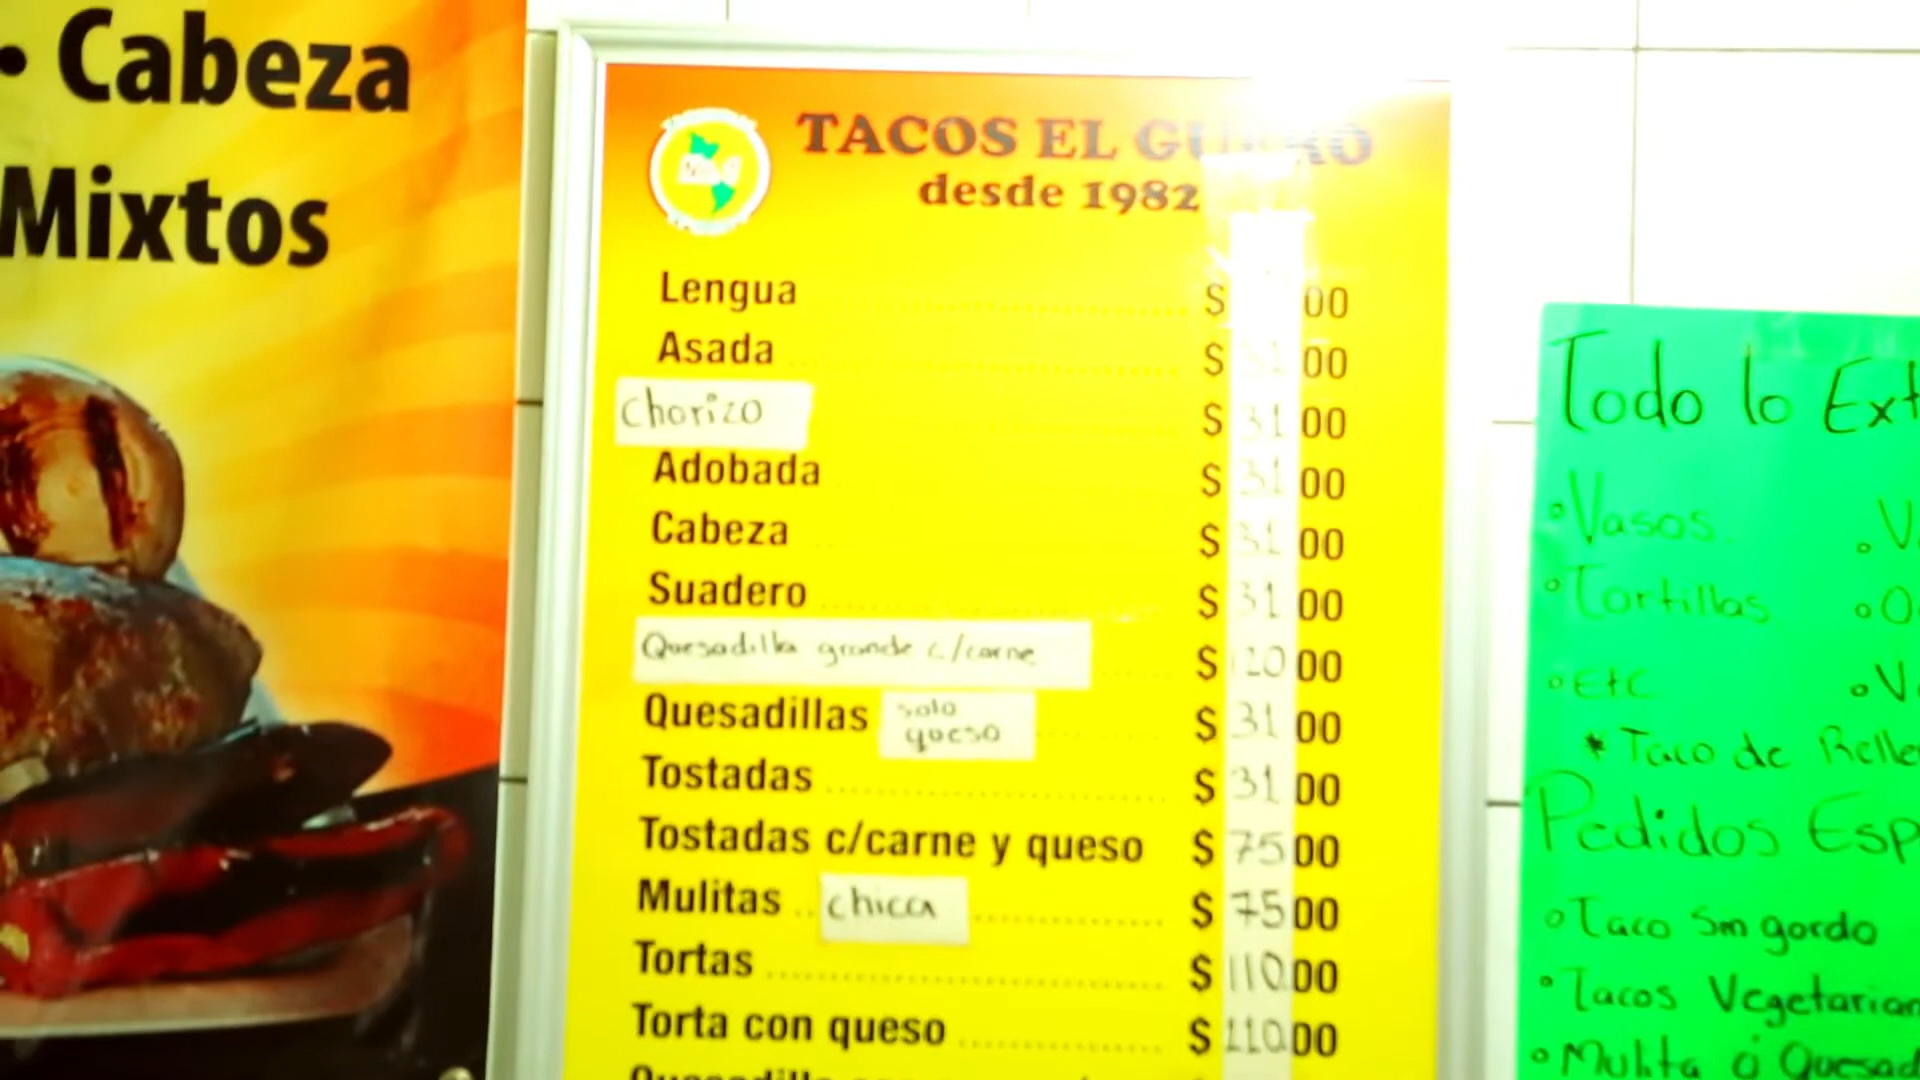 • Cabeza
Mixtos
TACOS EL
desde 1982
Lengua $ 00
Asada $ 31 00
Chorizo $ 31 00
Adobada $ 31 00
Cabeza $ 31 00
Suadero $ 31 00
Quesadilla grande c/carne $ 120 00
Quesadillas solo queso $ 31 00
Tostadas $ 31 00
Tostadas c/carne y queso $ 75 00
Mulitas chica $ 75 00
Tortas $ 110 00
Torta con queso $ 110 00
Todo lo Ext
• Vasos
• Tortillas
• Etc
* Taco de Relle
Pedidos Esp
• Taco Sin gordo
• Tacos Vegetarian
• Mulita ó Quesad